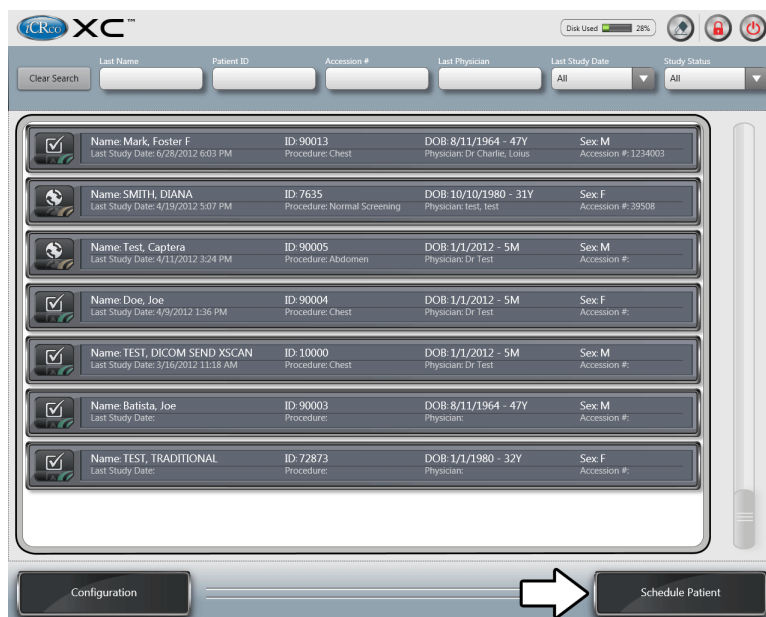 iCRco XC™
Disk Used 28%
Last Name Patient ID Accession # Last Physician Last Study Date Study Status
Clear Search All All
Name: Mark, Foster F ID: 90013 DOB: 8/11/1964 - 47Y Sex: M
Last Study Date: 6/28/2012 6:03 PM Procedure: Chest Physician: Dr Charlie, Loius Accession #: 1234003
Name: SMITH, DIANA ID: 7635 DOB: 10/10/1980 - 31Y Sex: F
Last Study Date: 4/19/2012 5:07 PM Procedure: Normal Screening Physician: test, test Accession #: 39508
Name: Test, Captera ID: 90005 DOB: 1/1/2012 - 5M Sex: M
Last Study Date: 4/11/2012 3:24 PM Procedure: Abdomen Physician: Dr Test Accession #:
Name: Doe, Joe ID: 90004 DOB: 1/1/2012 - 5M Sex: F
Last Study Date: 4/9/2012 1:36 PM Procedure: Chest Physician: Dr Test Accession #:
Name: TEST, DICOM SEND XSCAN ID: 10000 DOB: 1/1/2012 - 5M Sex: M
Last Study Date: 3/16/2012 11:18 AM Procedure: Chest Physician: Dr Test Accession #:
Name: Batista, Joe ID: 90003 DOB: 8/11/1964 - 47Y Sex: M
Last Study Date: Procedure: Physician: Accession #:
Name: TEST, TRADITIONAL ID: 72873 DOB: 1/1/1980 - 32Y Sex: F
Last Study Date: Procedure: Physician: Accession #:
Configuration Schedule Patient